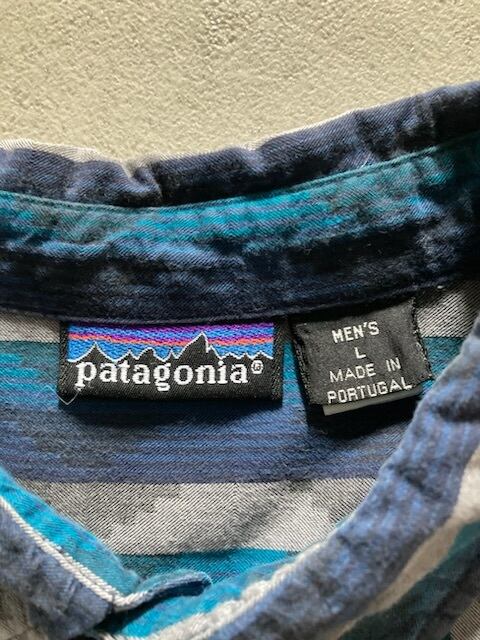 patagonia®
MEN'S
L
MADE IN
PORTUGAL